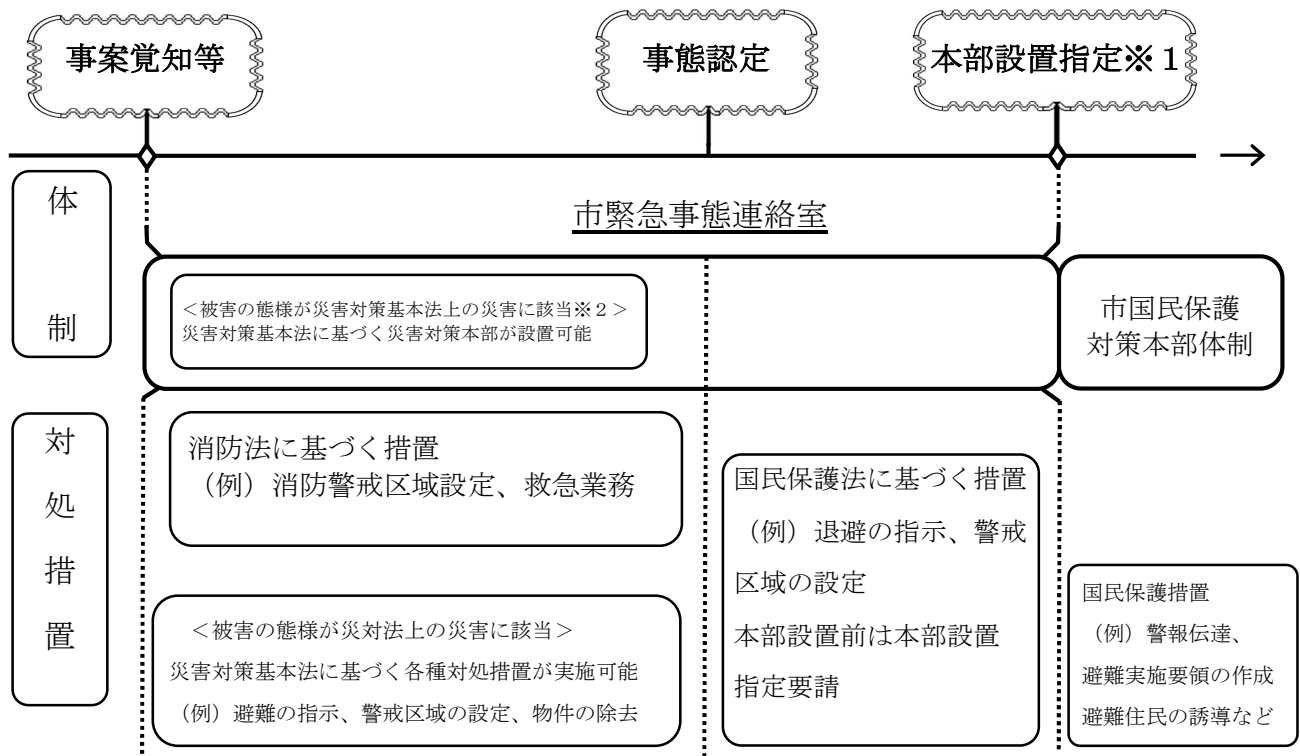 事案覚知等
事態認定
本部設置指定※1
体制
市緊急事態連絡室
<被害の態様が災害対策基本法上の災害に該当※2>
災害対策基本法に基づく災害対策本部が設置可能
市国民保護
対策本部体制
対処措置
消防法に基づく措置
（例）消防警戒区域設定、救急業務
<被害の態様が災対法上の災害に該当>
災害対策基本法に基づく各種対処措置が実施可能
（例）避難の指示、警戒区域の設定、物件の除去
国民保護法に基づく措置
（例）退避の指示、警戒
区域の設定
本部設置前は本部設置
指定要請
国民保護措置
（例）警報伝達、
避難実施要領の作成
避難住民の誘導など